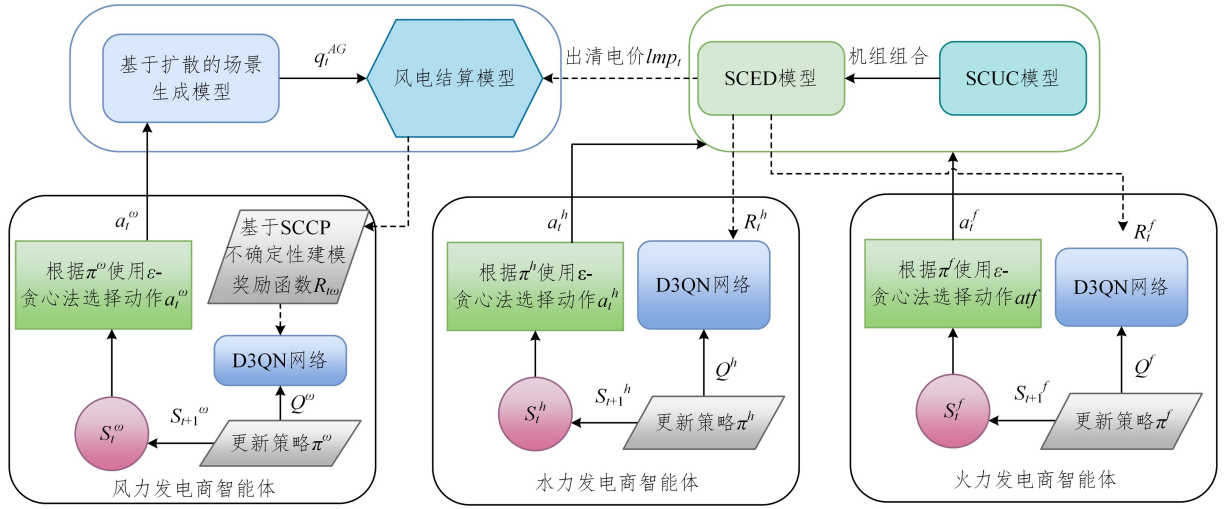 基于扩散的场景
生成模型
q_t^{AG}
风电结算模型
出清电价lmp_t
SCED模型
机组组合
SCUC模型
a_t^ω
根据π^ω使用ε-
贪心法选择动作a_t^ω
基于SCCP
不确定性建模
奖励函数R_{tω}
D3QN网络
Q^ω
S_{t+1}^ω
S_t^ω
更新策略π^ω
风力发电商智能体
a_t^h
R_t^h
根据π^h使用ε-
贪心法选择动作a_t^h
D3QN网络
Q^h
S_{t+1}^h
S_t^h
更新策略π^h
水力发电商智能体
a_t^f
R_t^f
根据π^f使用ε-
贪心法选择动作atf
D3QN网络
Q^f
S_{t+1}^f
S_t^f
更新策略π^f
火力发电商智能体